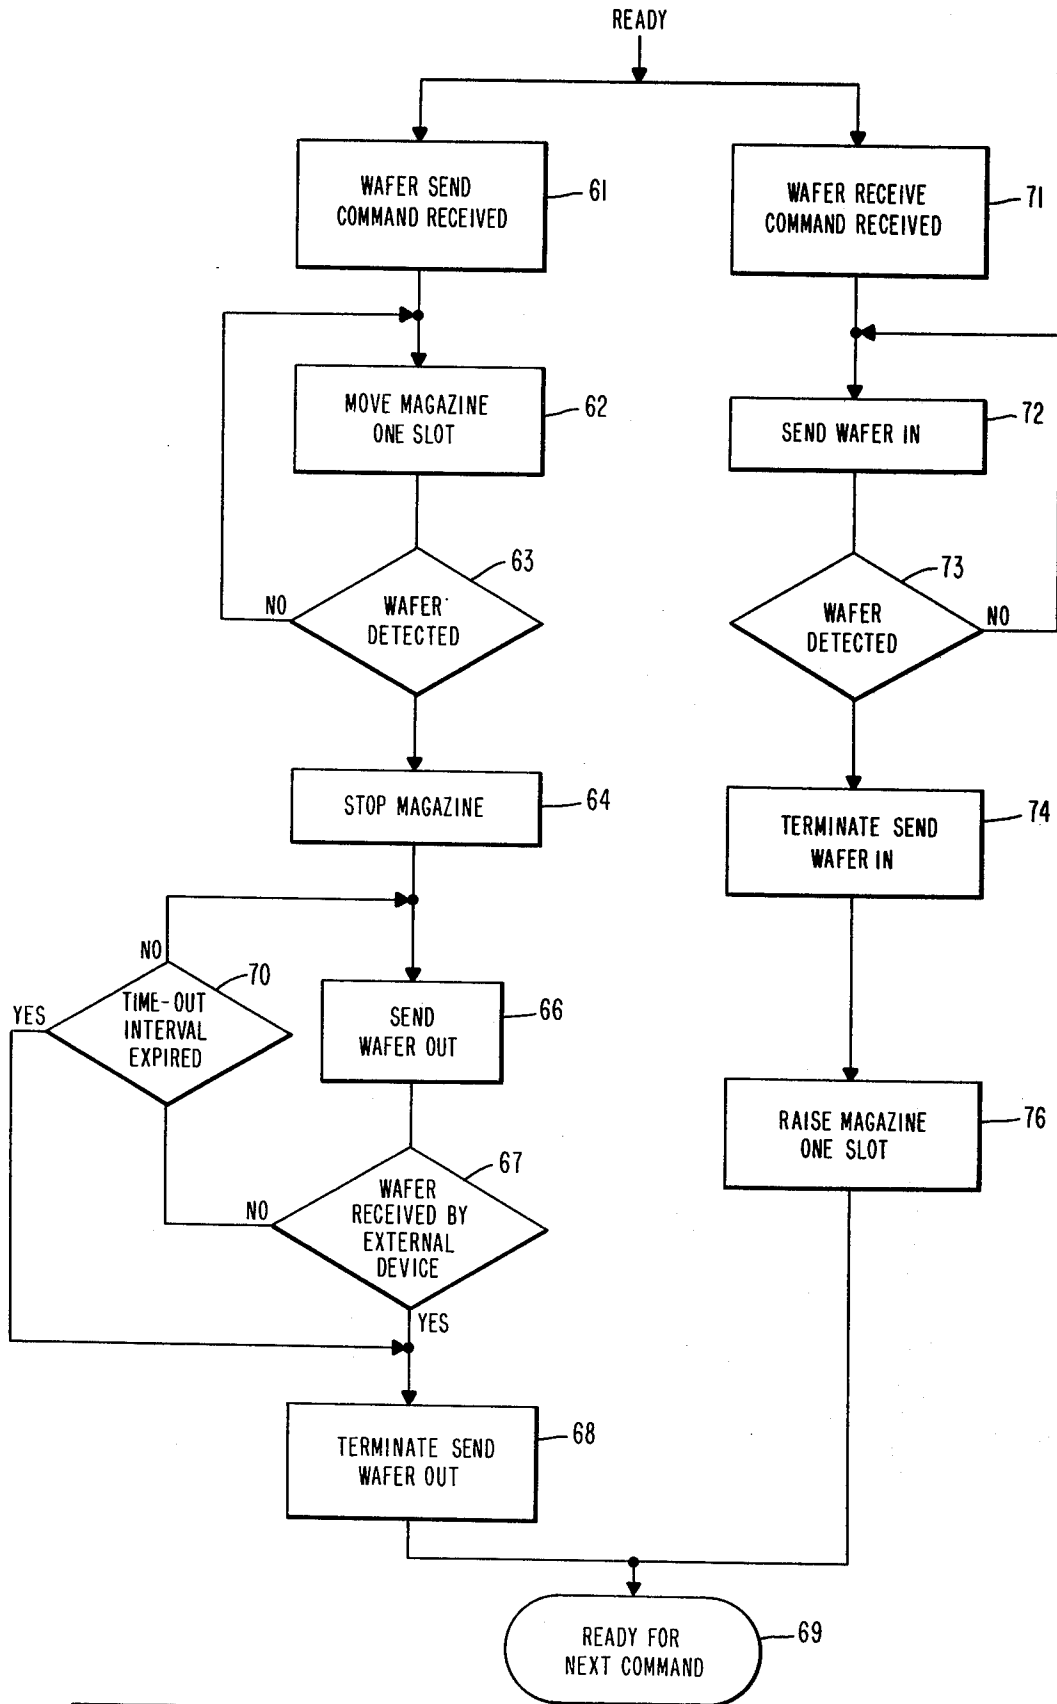 READY
WAFER SEND
COMMAND RECEIVED
61
WAFER RECEIVE
COMMAND RECEIVED
71
MOVE MAGAZINE
ONE SLOT
62
SEND WAFER IN
72
WAFER
DETECTED
63
NO
WAFER
DETECTED
73
NO
STOP MAGAZINE
64
TERMINATE SEND
WAFER IN
74
NO
70
YES
TIME-OUT
INTERVAL
EXPIRED
SEND
WAFER OUT
66
RAISE MAGAZINE
ONE SLOT
76
67
NO
WAFER
RECEIVED BY
EXTERNAL
DEVICE
YES
TERMINATE SEND
WAFER OUT
68
READY FOR
NEXT COMMAND
69